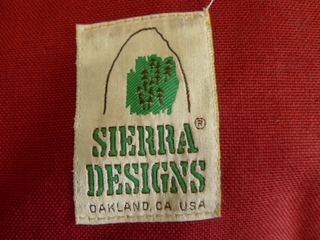 SIERRA ®
DESIGNS
OAKLAND, CA. USA